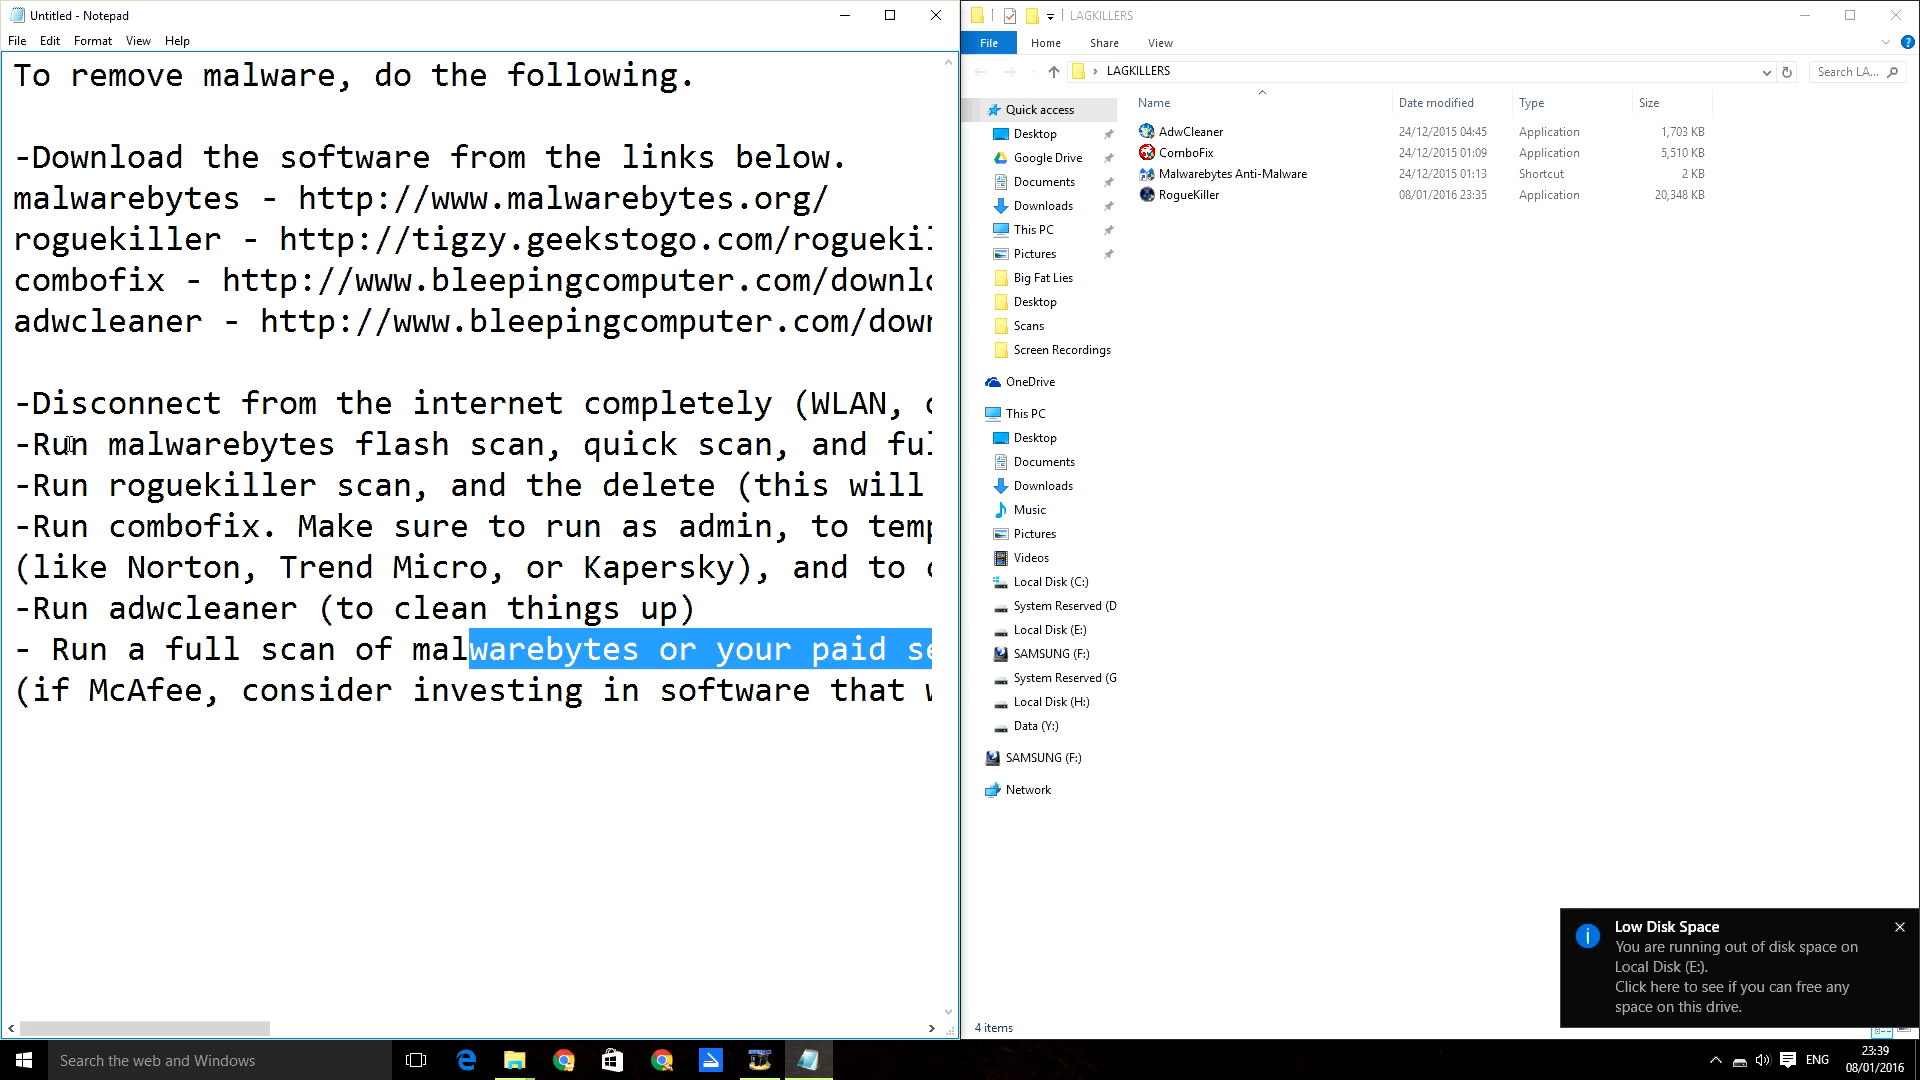 Untitled - Notepad
File Edit Format View Help
To remove malware, do the following.
-Download the software from the links below.
malwarebytes - http://www.malwarebytes.org/
roguekiller - http://tigzy.geekstogo.com/roguekil
combofix - http://www.bleepingcomputer.com/downlo
adwcleaner - http://www.bleepingcomputer.com/down
-Disconnect from the internet completely (WLAN,
-Run malwarebytes flash scan, quick scan, and ful
-Run roguekiller scan, and the delete (this will
-Run combofix. Make sure to run as admin, to temp
(like Norton, Trend Micro, or Kapersky), and to
-Run adwcleaner (to clean things up)
- Run a full scan of malwarebytes or your paid se
(if McAfee, consider investing in software that w
LAGKILLERS
File Home Share View
LAGKILLERS
Search LA...
Name Date modified Type Size
AdwCleaner 24/12/2015 04:45 Application 1,703 KB
ComboFix 24/12/2015 01:09 Application 5,510 KB
Malwarebytes Anti-Malware 24/12/2015 01:13 Shortcut 2 KB
RogueKiller 08/01/2016 23:35 Application 20,348 KB
Quick access
Desktop
Google Drive
Documents
Downloads
This PC
Pictures
Big Fat Lies
Desktop
Scans
Screen Recordings
OneDrive
This PC
Desktop
Documents
Downloads
Music
Pictures
Videos
Local Disk (C:)
System Reserved (D
Local Disk (E:)
SAMSUNG (F:)
System Reserved (G
Local Disk (H:)
Data (Y:)
SAMSUNG (F:)
Network
4 items
Low Disk Space
You are running out of disk space on
Local Disk (E:).
Click here to see if you can free any
space on this drive.
Search the web and Windows
ENG
23:39
08/01/2016